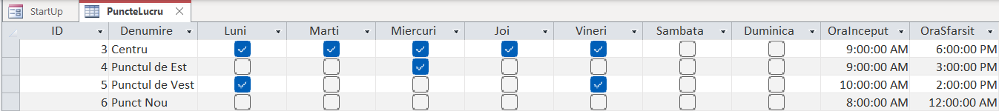 StartUp PuncteLucru
ID Denumire Luni Marti Miercuri Joi Vineri Sambata Duminica OraInceput OraSfarsit
3 Centru 9:00:00 AM 6:00:00 PM
4 Punctul de Est 9:00:00 AM 3:00:00 PM
5 Punctul de Vest 10:00:00 AM 2:00:00 PM
6 Punct Nou 8:00:00 AM 12:00:00 AM